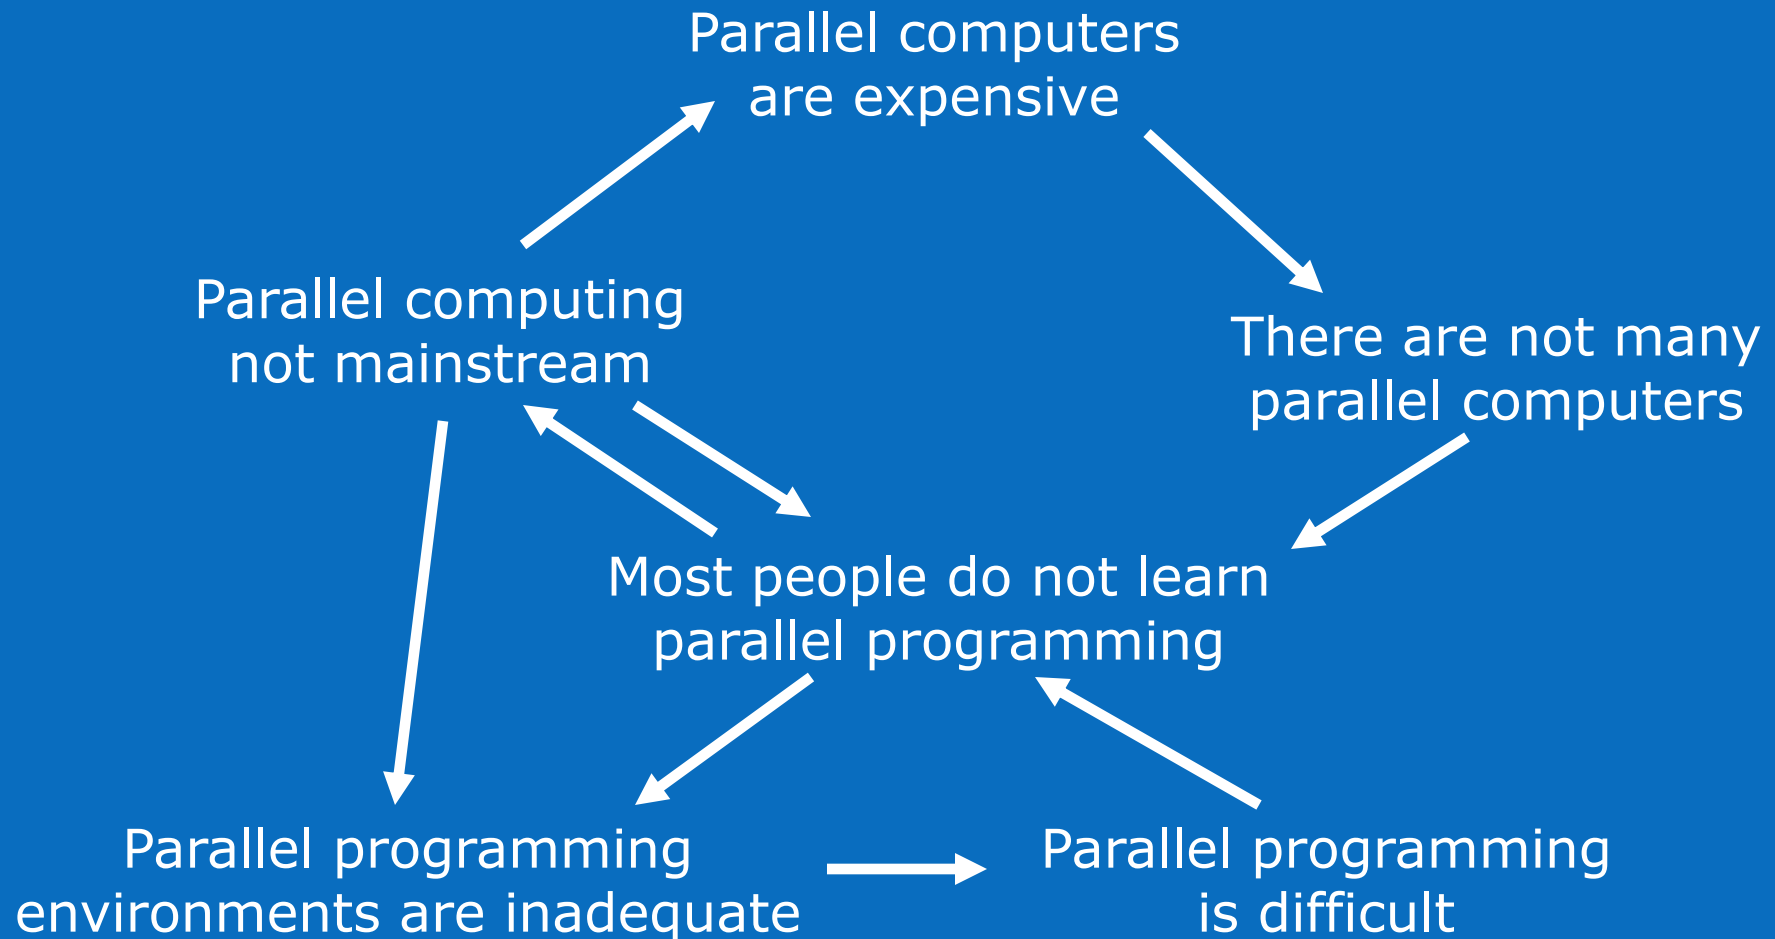 Parallel computers
are expensive
Parallel computing
not mainstream
There are not many
parallel computers
Most people do not learn
parallel programming
Parallel programming
environments are inadequate
Parallel programming
is difficult